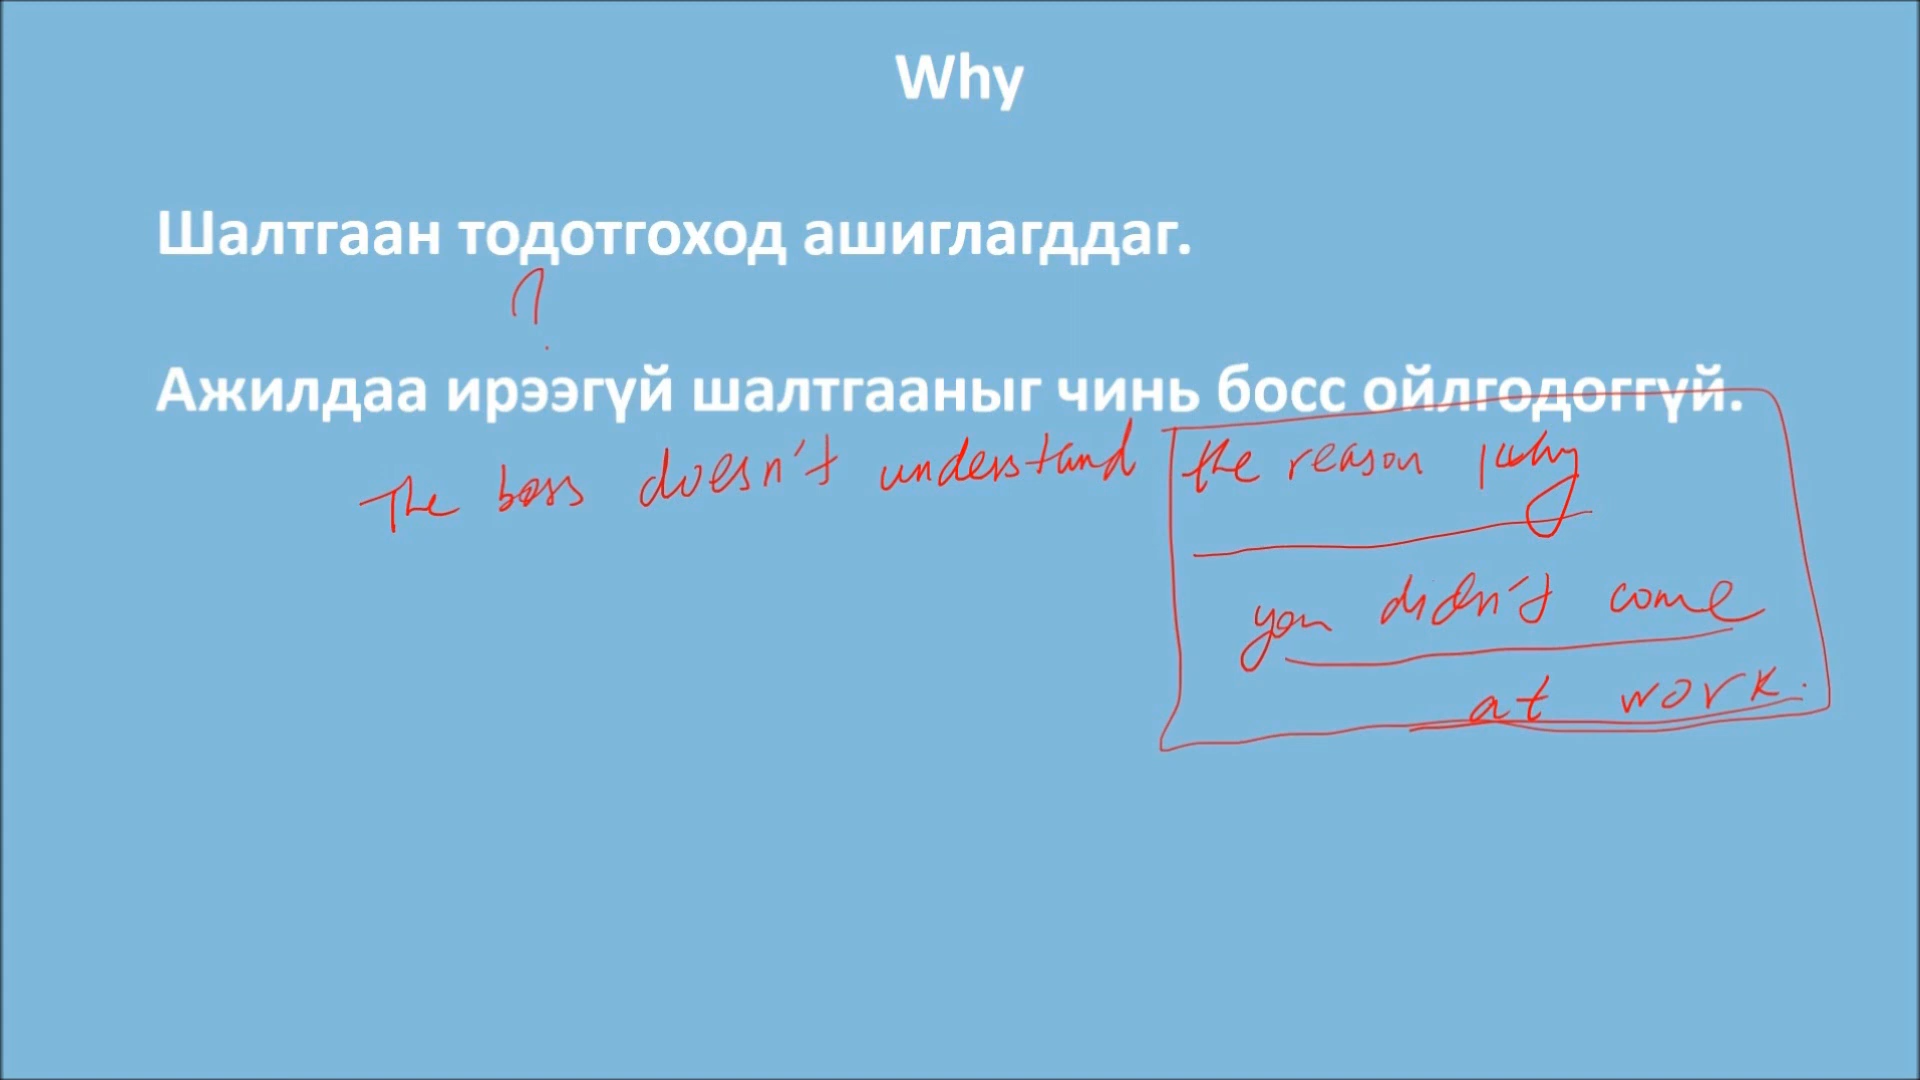 Why
Шалтгаан тодотгоход ашиглагддаг.
?
Ажилдаа ирээгүй шалтгааныг чинь босс ойлгодоггүй.
The boss doesn't understand the reason why
you didn't come
at work.